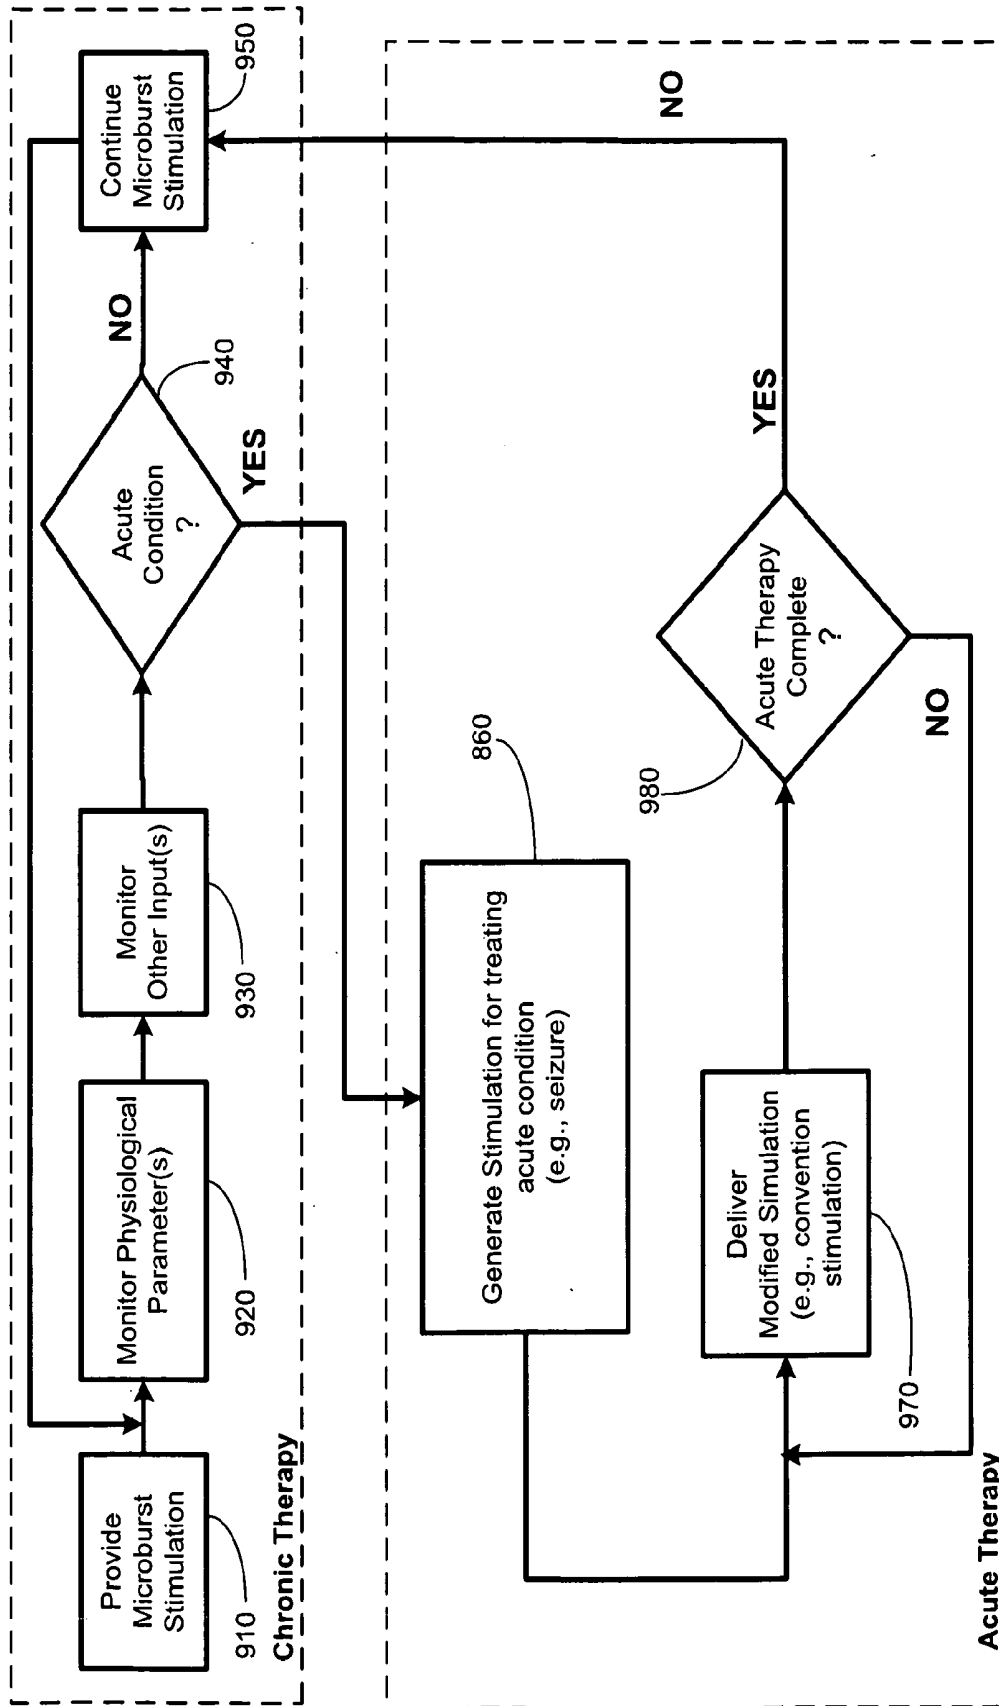 Provide
Microburst
Stimulation
910
Monitor Physiological
Parameter(s)
920
Monitor
Other Input(s)
930
Acute
Condition
?
940
NO
YES
Continue
Microburst
Stimulation
950
Chronic Therapy
Generate Stimulation for treating
acute condition
(e.g., seizure)
860
Deliver
Modified Simulation
(e.g., convention
stimulation)
970
Acute Therapy
Complete
?
980
YES
NO
NO
Acute Therapy